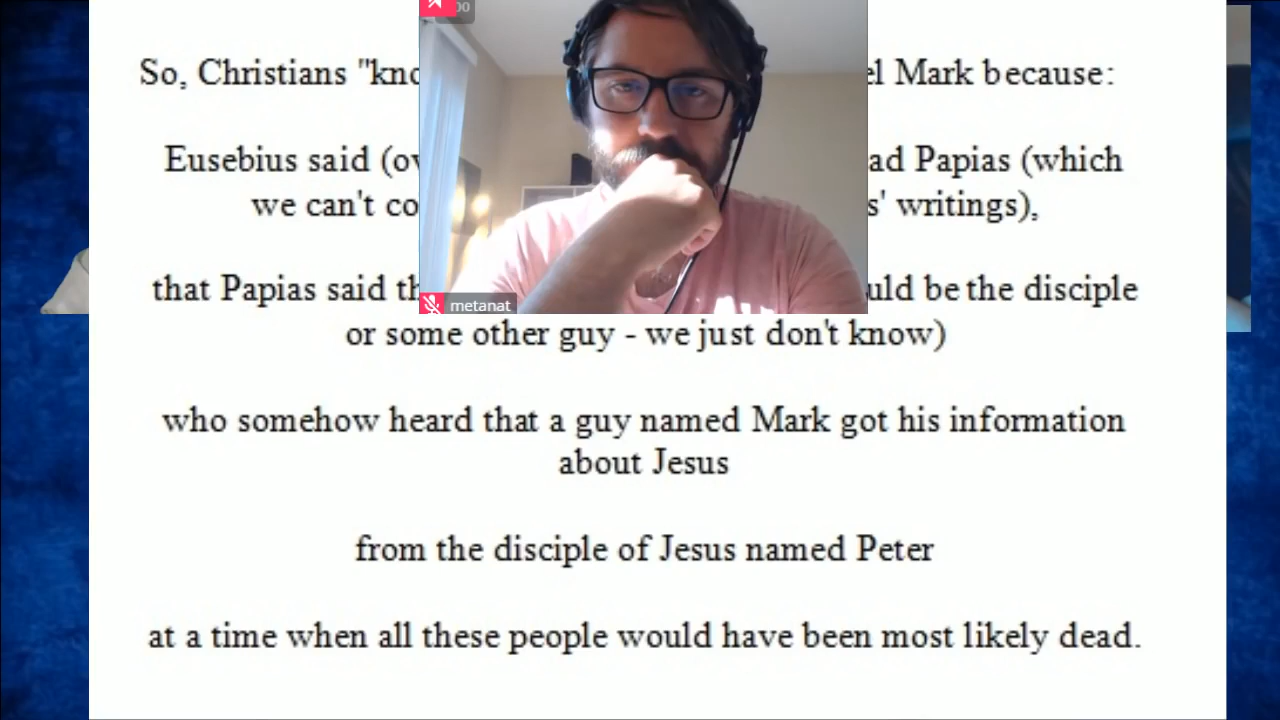 So, Christians "kno el Mark because:
Eusebius said (ov ad Papias (which
we can't co s' writings),
that Papias said th uld be the disciple
or some other guy - we just don't know)
who somehow heard that a guy named Mark got his information
about Jesus
from the disciple of Jesus named Peter
at a time when all these people would have been most likely dead.
metanat